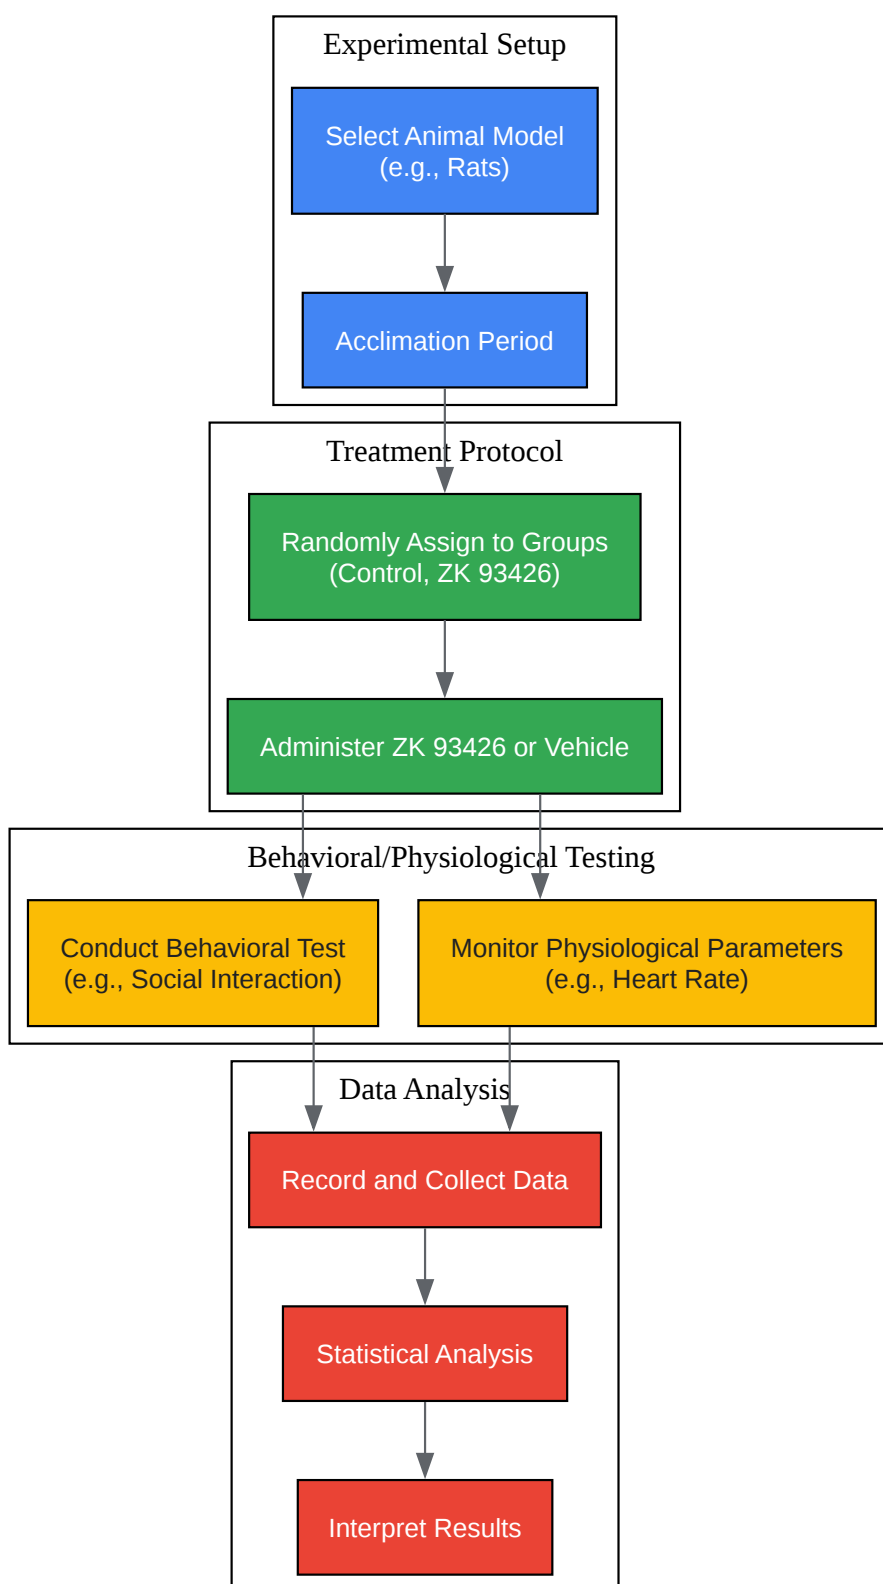 Experimental Setup
Select Animal Model
(e.g., Rats)
Acclimation Period
Treatment Protocol
Randomly Assign to Groups
(Control, ZK 93426)
Administer ZK 93426 or Vehicle
Behavioral/Physiological Testing
Conduct Behavioral Test
(e.g., Social Interaction)
Monitor Physiological Parameters
(e.g., Heart Rate)
Data Analysis
Record and Collect Data
Statistical Analysis
Interpret Results